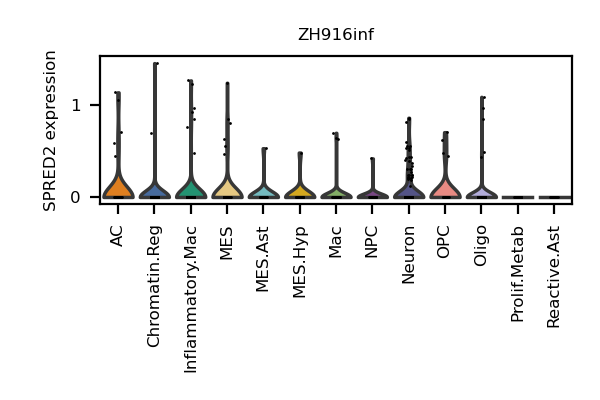 ZH916inf
SPRED2 expression
1
0
AC
Chromatin.Reg
Inflammatory.Mac
MES
MES.Ast
MES.Hyp
Mac
NPC
Neuron
OPC
Oligo
Prolif.Metab
Reactive.Ast